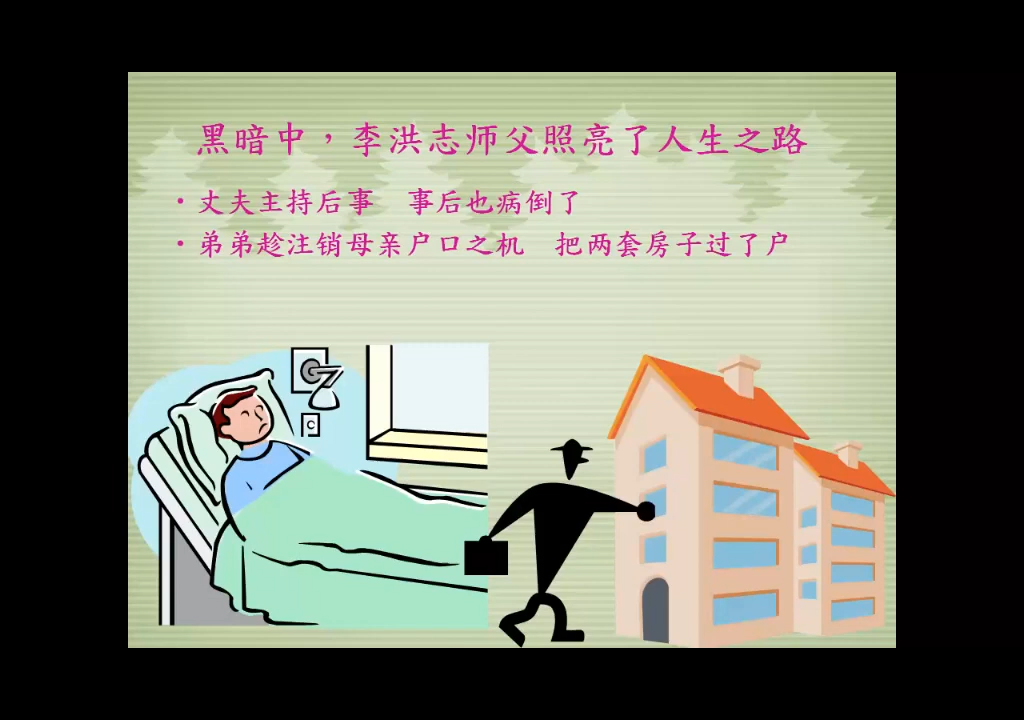 黑暗中，李洪志师父照亮了人生之路
·丈夫主持后事　事后也病倒了
·弟弟趁注销母亲户口之机　把两套房子过了户
C